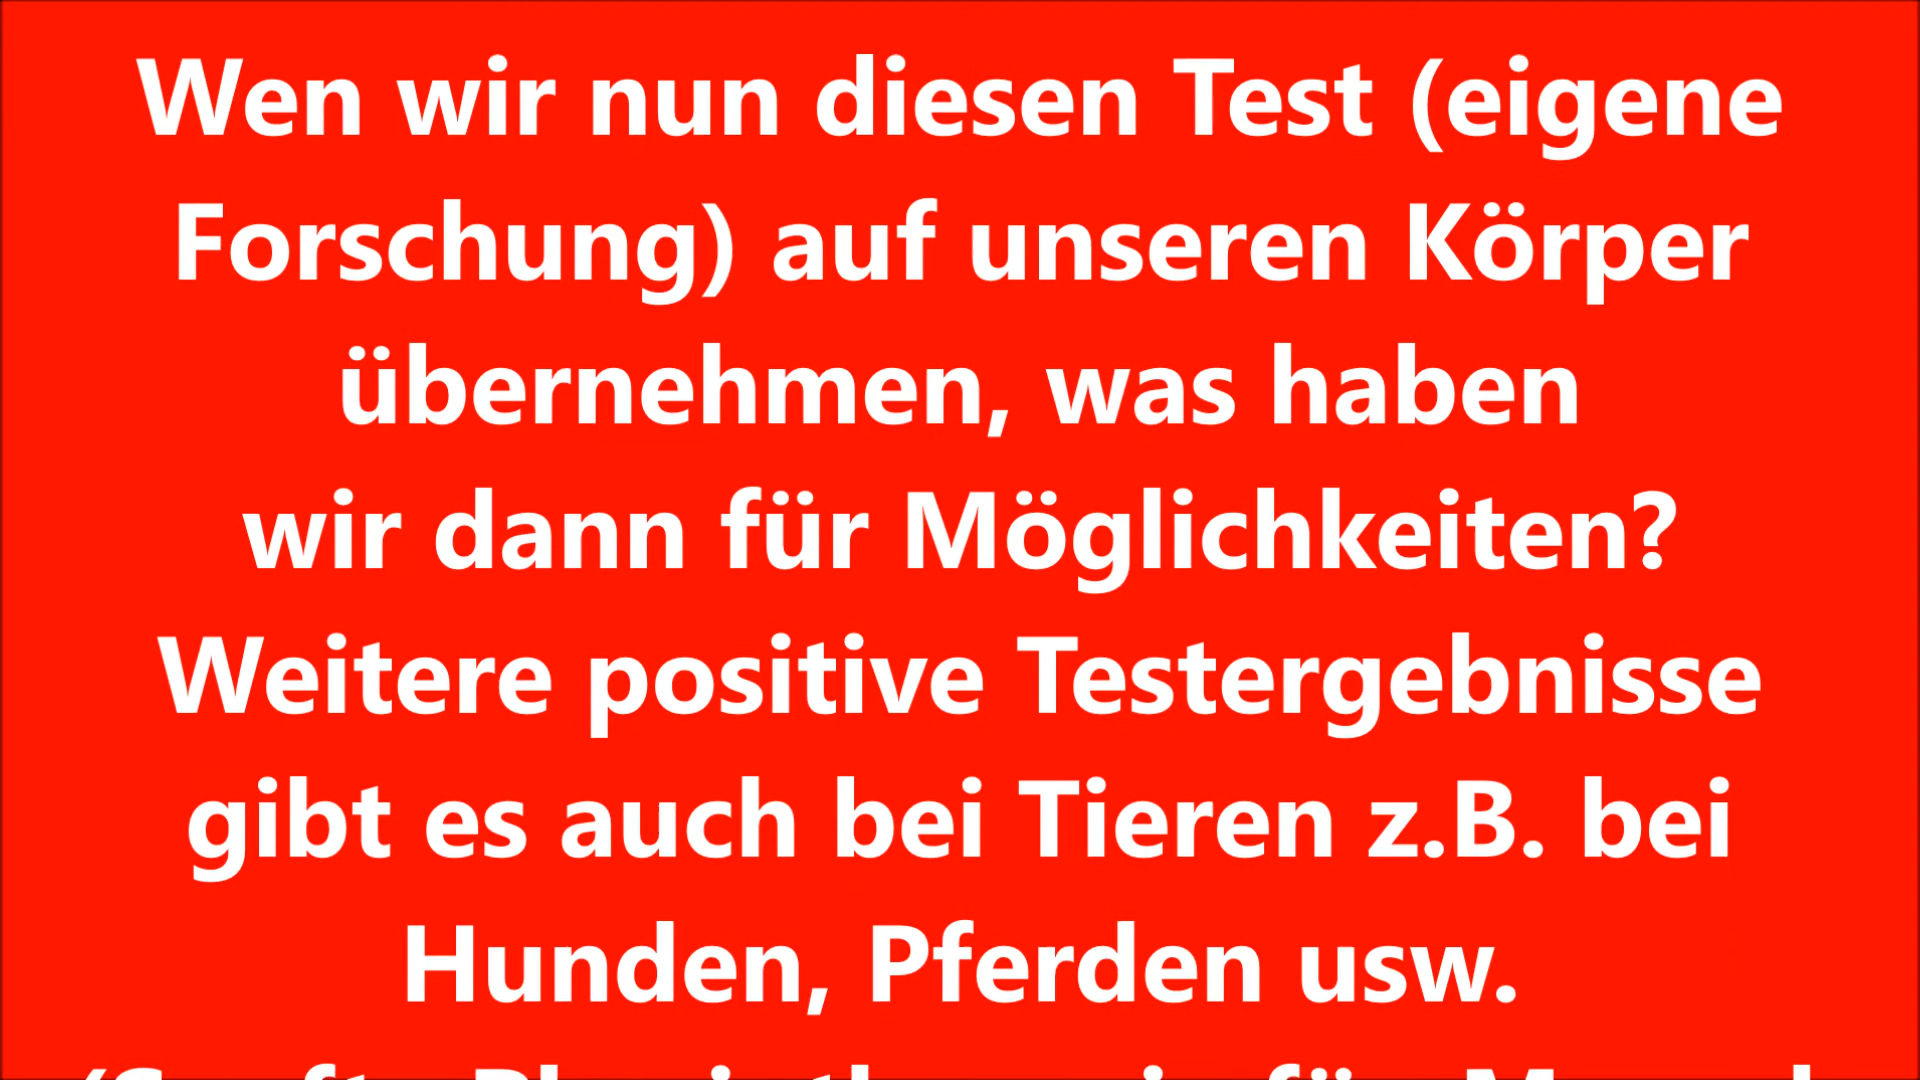 Wen wir nun diesen Test (eigene
Forschung) auf unseren Körper
übernehmen, was haben
wir dann für Möglichkeiten?
Weitere positive Testergebnisse
gibt es auch bei Tieren z.B. bei
Hunden, Pferden usw.